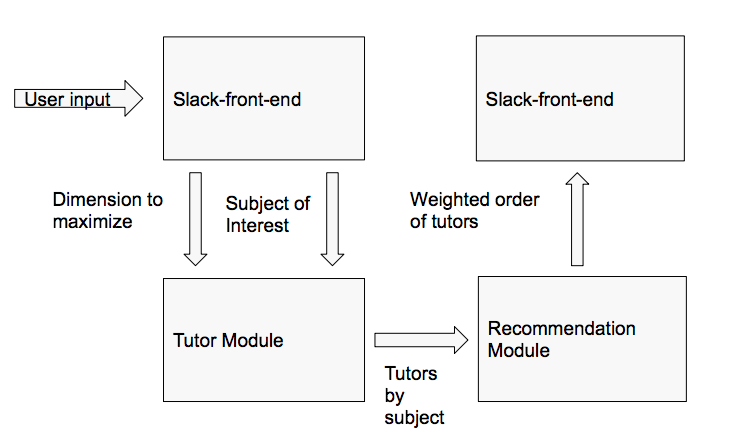 User input
Slack-front-end
Slack-front-end
Dimension to
maximize
Subject of
Interest
Weighted order
of tutors
Tutor Module
Recommendation
Module
Tutors
by
subject